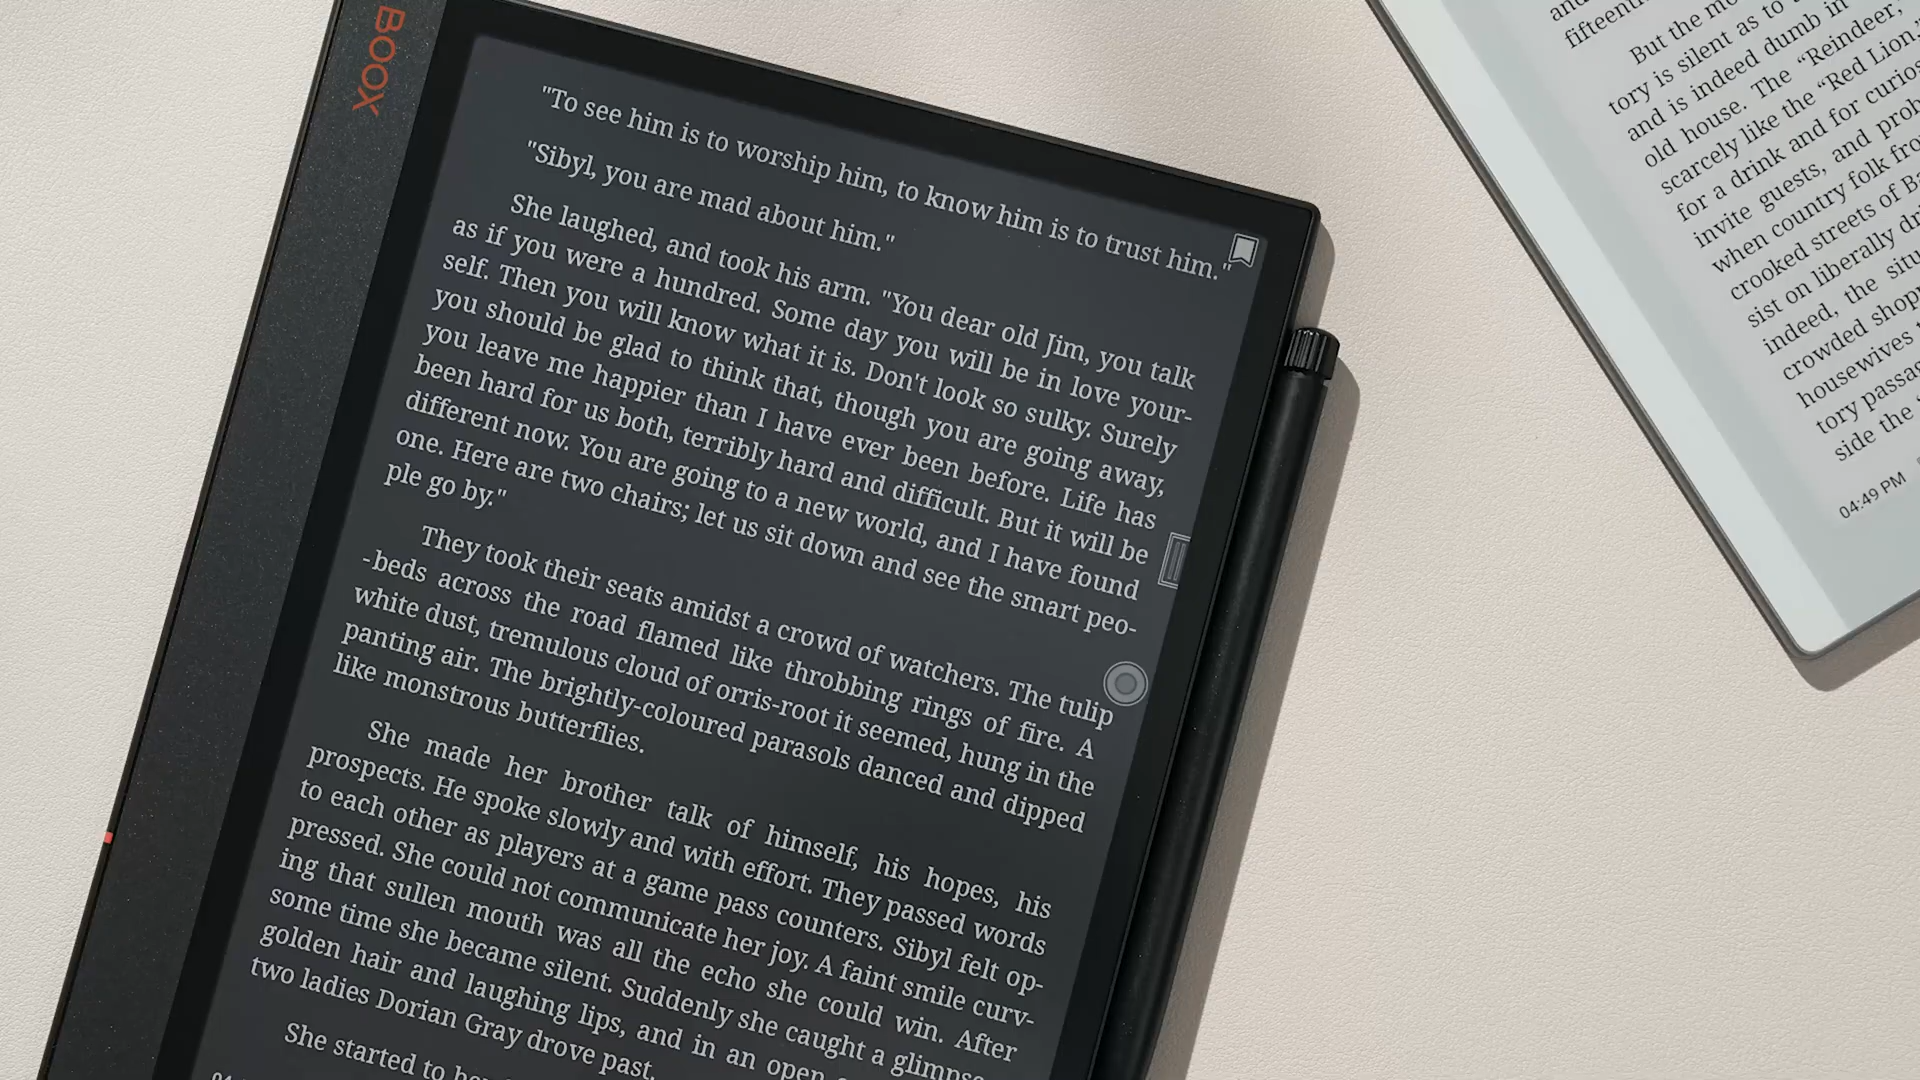 BOOX
"To see him is to worship him, to know him is to trust him."
"Sibyl, you are mad about him."
She laughed, and took his arm. "You dear old Jim, you talk
as if you were a hundred. Some day you will be in love your-
self. Then you will know what it is. Don't look so sulky. Surely
you should be glad to think that, though you are going away,
you leave me happier than I have ever been before. Life has
been hard for us both, terribly hard and difficult. But it will be
different now. You are going to a new world, and I have found
one. Here are two chairs; let us sit down and see the smart peo-
ple go by."
They took their seats amidst a crowd of watchers. The tulip
-beds across the road flamed like throbbing rings of fire. A
white dust, tremulous cloud of orris-root it seemed, hung in the
panting air. The brightly-coloured parasols danced and dipped
like monstrous butterflies.
She made her brother talk of himself, his hopes, his
prospects. He spoke slowly and with effort. They passed words
to each other as players at a game pass counters. Sibyl felt op-
pressed. She could not communicate her joy. A faint smile curv-
ing that sullen mouth was all the echo she could win. After
some time she became silent. Suddenly she caught a glimpse
golden hair and laughing lips, and in an open
two ladies Dorian Gray drove past.
She started to
fifteenth
But the
tory is silent as to
and is indeed dumb in
old house. The "Reindeer,"
scarcely like the "Red Lion,"
for a drink and for
invite guests, and
when country folk
crooked streets of
sist on liberally
indeed, the
crowded
housewives
tory
side the
04:49 PM